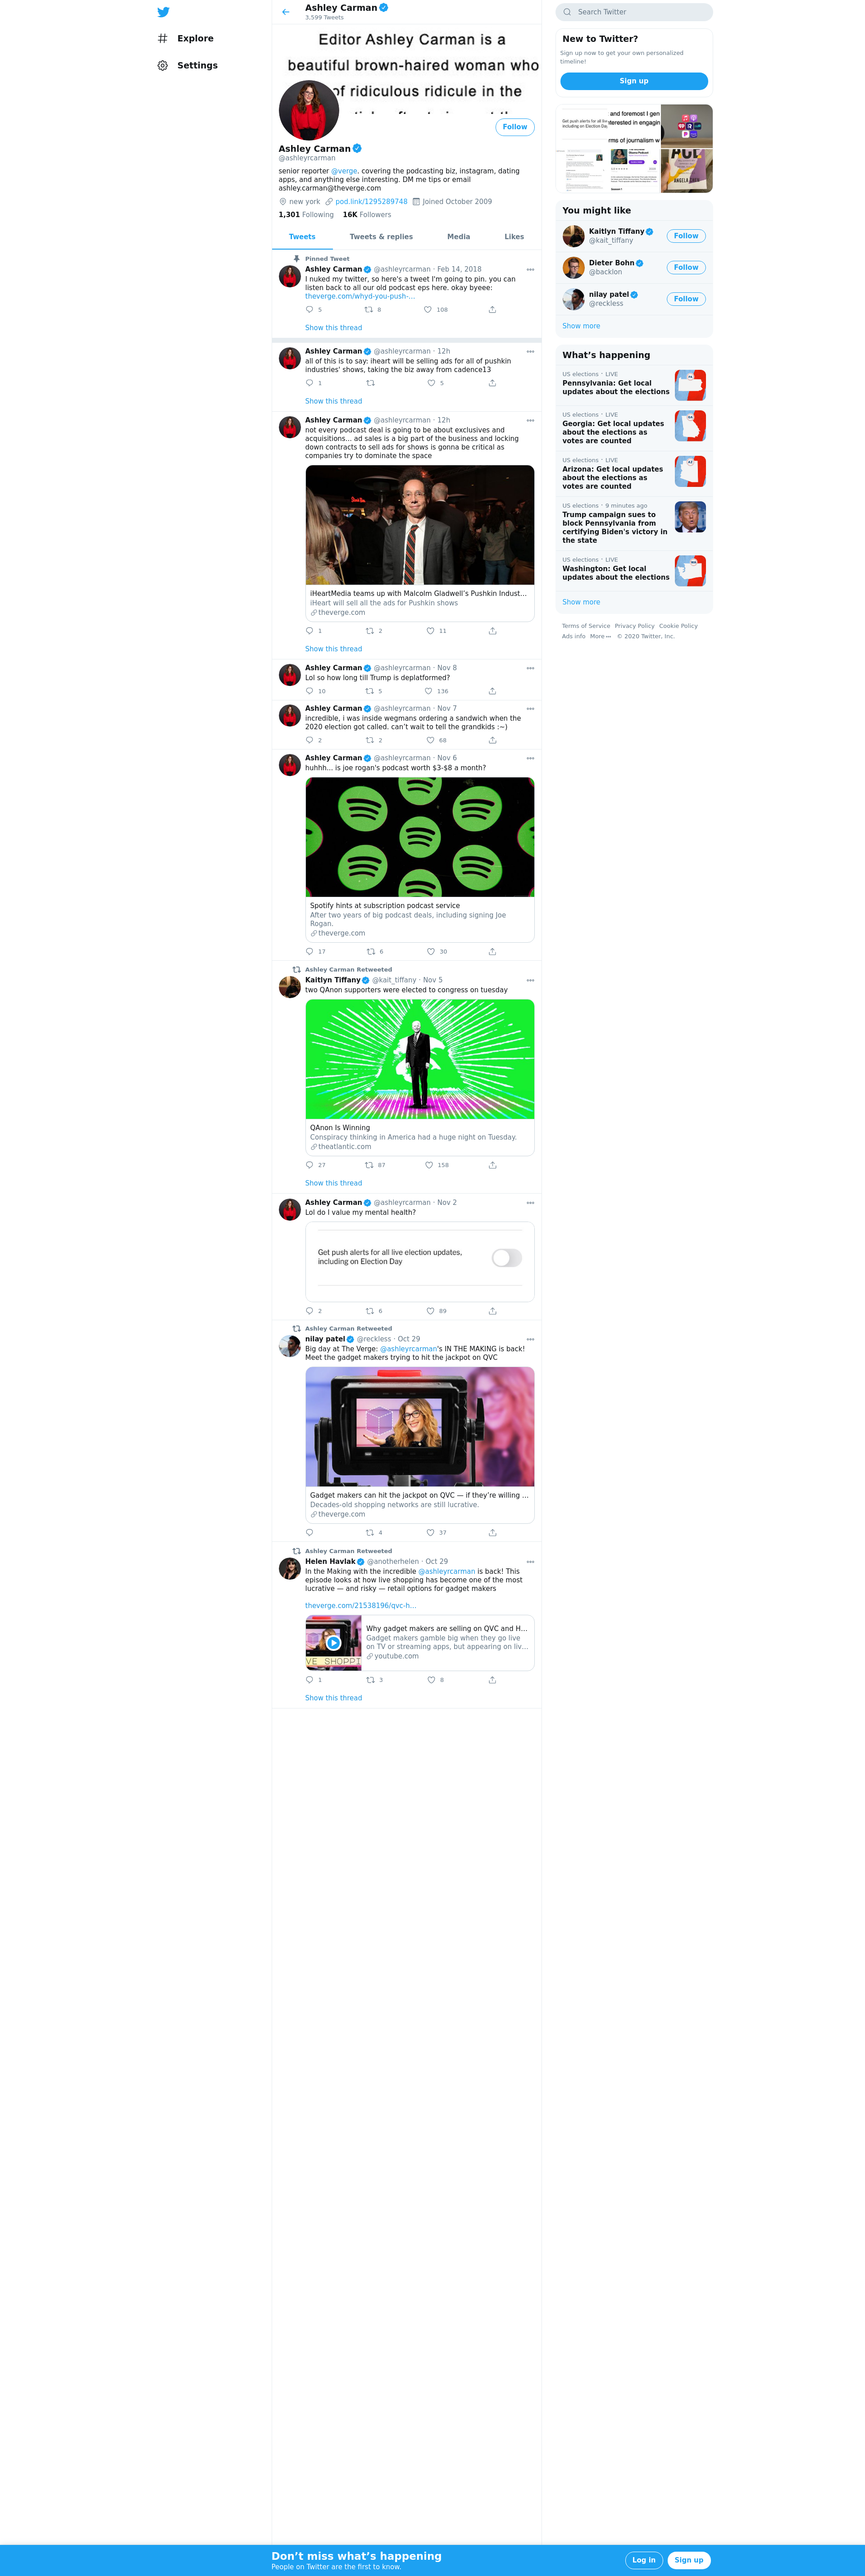 Explore
Settings
Ashley Carman
3,599 Tweets
Editor Ashley Carman is a
beautiful brown-haired woman who
of ridiculous ridicule in the
Follow
Ashley Carman
@ashleyrcarman
senior reporter @verge. covering the podcasting biz, instagram, dating
apps, and anything else interesting. DM me tips or email
ashley.carman@theverge.com
new york pod.link/1295289748 Joined October 2009
1,301 Following 16K Followers
Tweets Tweets & replies Media Likes
Pinned Tweet
Ashley Carman @ashleyrcarman · Feb 14, 2018
I nuked my twitter, so here's a tweet I'm going to pin. you can
listen back to all our old podcast eps here. okay byeee:
theverge.com/whyd-you-push-...
5 8 108
Show this thread
Ashley Carman @ashleyrcarman · 12h
all of this is to say: iheart will be selling ads for all of pushkin
industries' shows, taking the biz away from cadence13
1 5
Show this thread
Ashley Carman @ashleyrcarman · 12h
not every podcast deal is going to be about exclusives and
acquisitions... ad sales is a big part of the business and locking
down contracts to sell ads for shows is gonna be critical as
companies try to dominate the space
iHeartMedia teams up with Malcolm Gladwell's Pushkin Indust...
iHeart will sell all the ads for Pushkin shows
theverge.com
1 2 11
Show this thread
Ashley Carman @ashleyrcarman · Nov 8
Lol so how long till Trump is deplatformed?
10 5 136
Ashley Carman @ashleyrcarman · Nov 7
incredible, i was inside wegmans ordering a sandwich when the
2020 election got called. can't wait to tell the grandkids :~)
2 2 68
Ashley Carman @ashleyrcarman · Nov 6
huhhh... is joe rogan's podcast worth $3-$8 a month?
Spotify hints at subscription podcast service
After two years of big podcast deals, including signing Joe
Rogan.
theverge.com
17 6 30
Ashley Carman Retweeted
Kaitlyn Tiffany @kait_tiffany · Nov 5
two QAnon supporters were elected to congress on tuesday
QAnon Is Winning
Conspiracy thinking in America had a huge night on Tuesday.
theatlantic.com
27 87 158
Show this thread
Ashley Carman @ashleyrcarman · Nov 2
Lol do I value my mental health?
Get push alerts for all live election updates,
including on Election Day
2 6 89
Ashley Carman Retweeted
nilay patel @reckless · Oct 29
Big day at The Verge: @ashleyrcarman's IN THE MAKING is back!
Meet the gadget makers trying to hit the jackpot on QVC
Gadget makers can hit the jackpot on QVC — if they're willing ...
Decades-old shopping networks are still lucrative.
theverge.com
4 37
Ashley Carman Retweeted
Helen Havlak @anotherhelen · Oct 29
In the Making with the incredible @ashleyrcarman is back! This
episode looks at how live shopping has become one of the most
lucrative — and risky — retail options for gadget makers
theverge.com/21538196/qvc-h...
VE SHOPPI
Why gadget makers are selling on QVC and H...
Gadget makers gamble big when they go live
on TV or streaming apps, but appearing on liv...
youtube.com
1 3 8
Show this thread
Search Twitter
New to Twitter?
Sign up now to get your own personalized
timeline!
Sign up
Get push alerts for all live
including on Election Day
and foremost I gen
nterested in engagin
rms of journalism w
You might like
Kaitlyn Tiffany
@kait_tiffany
Follow
Dieter Bohn
@backlon
Follow
nilay patel
@reckless
Follow
Show more
What's happening
US elections · LIVE
Pennsylvania: Get local
updates about the elections
US elections · LIVE
Georgia: Get local updates
about the elections as
votes are counted
US elections · LIVE
Arizona: Get local updates
about the elections as
votes are counted
US elections · 9 minutes ago
Trump campaign sues to
block Pennsylvania from
certifying Biden's victory in
the state
US elections · LIVE
Washington: Get local
updates about the elections
Show more
Terms of Service Privacy Policy Cookie Policy
Ads info More © 2020 Twitter, Inc.
Don't miss what's happening
People on Twitter are the first to know.
Log in
Sign up